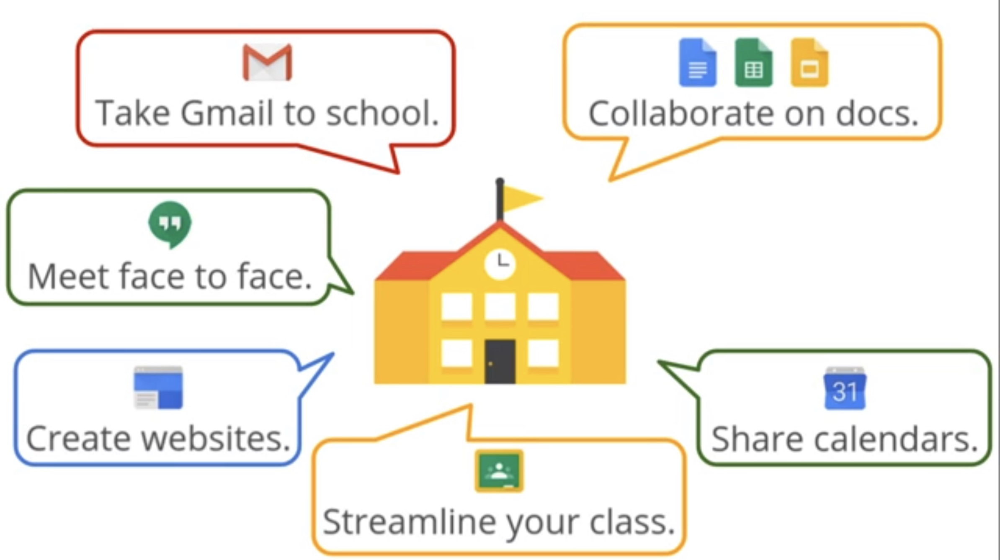 Take Gmail to school.
Collaborate on docs.
Meet face to face.
Create websites.
31
Share calendars.
Streamline your class.